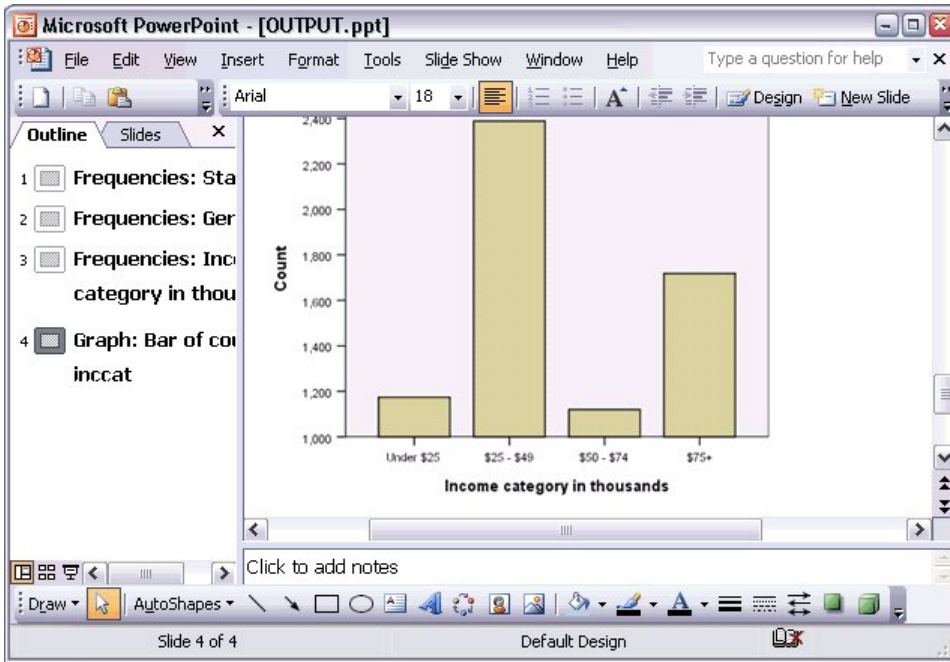 Microsoft PowerPoint - [OUTPUT.ppt]
File Edit View Insert Format Tools Slide Show Window Help Type a question for help
Arial 18 Design New Slide
Outline Slides
1 Frequencies: Sta
2 Frequencies: Ger
3 Frequencies: Inc
category in thou
4 Graph: Bar of cou
inccat
2,400
2,200
2,000
1,800
1,600
1,400
1,200
1,000
Count
Under $25 $25 - $49 $50 - $74 $75+
Income category in thousands
Click to add notes
Draw AutoShapes
Slide 4 of 4 Default Design